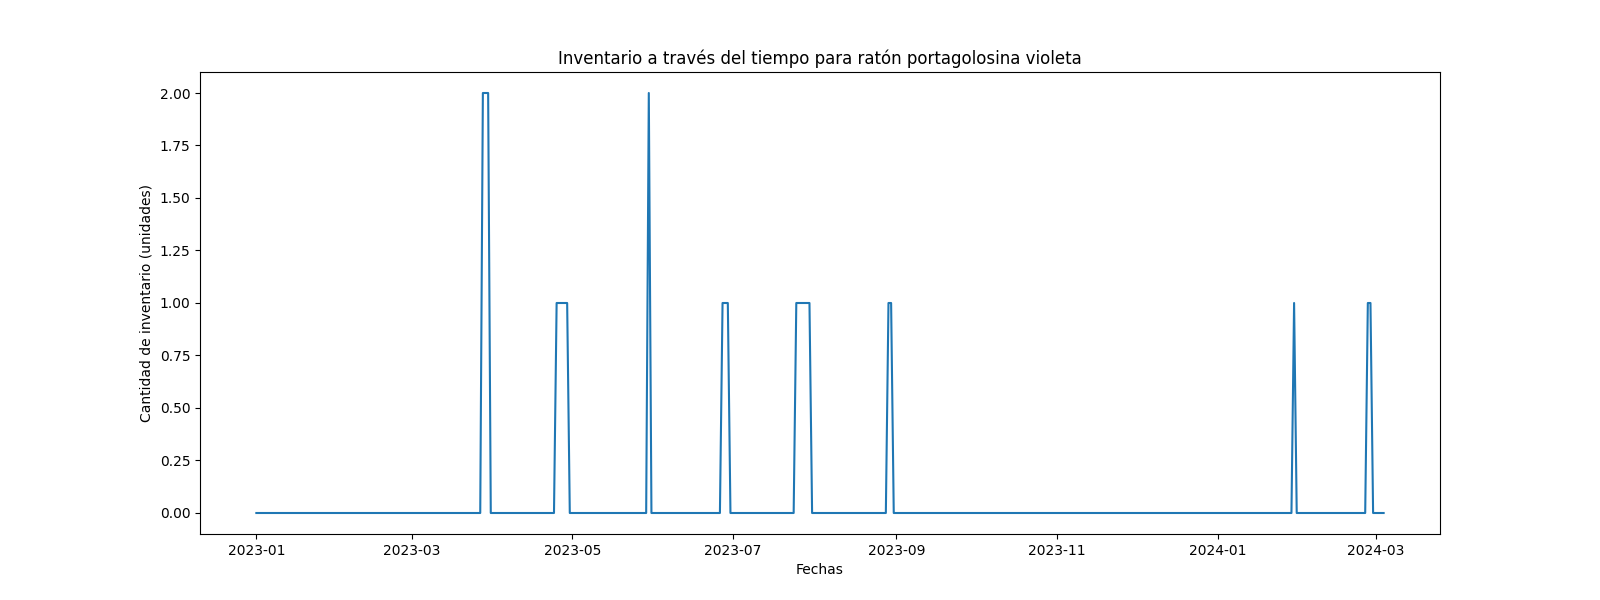 Inventario a través del tiempo para ratón portagolosina violeta
Cantidad de inventario (unidades)
2.00
1.75
1.50
1.25
1.00
0.75
0.50
0.25
0.00
2023-01 2023-03 2023-05 2023-07 2023-09 2023-11 2024-01 2024-03
Fechas